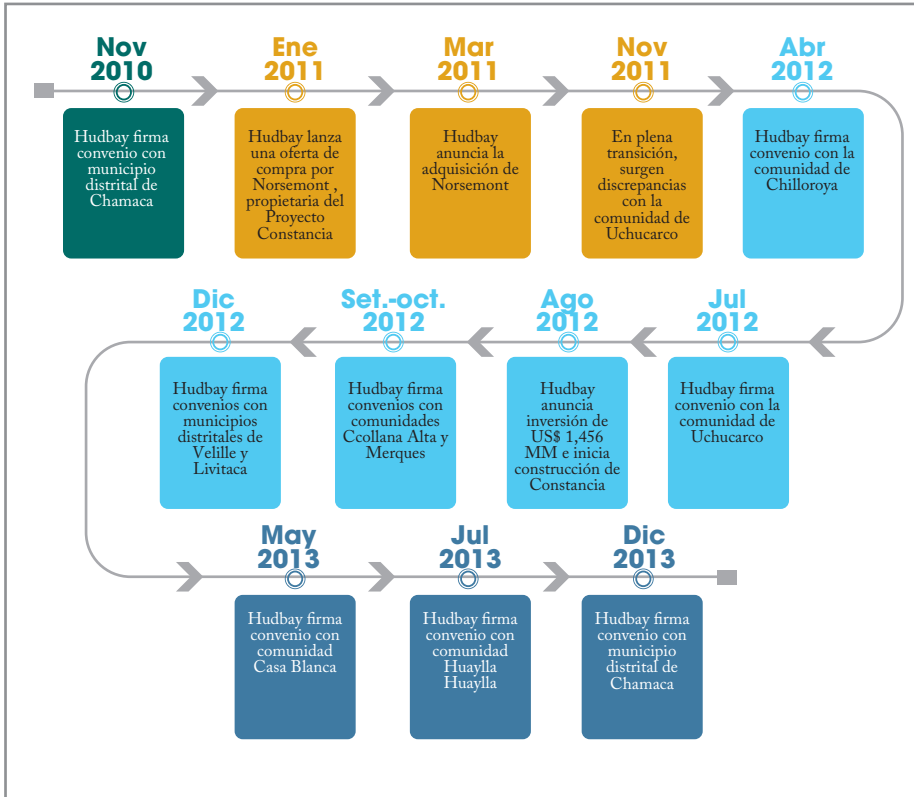 Nov
2010
Hudbay firma
convenio con
municipio
distrital de
Chamaca
Ene
2011
Hudbay lanza
una oferta de
compra por
Norsemont ,
propietaria del
Proyecto
Constancia
Mar
2011
Hudbay
anuncia la
adquisición de
Norsemont
Nov
2011
En plena
transición,
surgen
discrepancias
con la
comunidad de
Uchucarco
Abr
2012
Hudbay firma
convenio con la
comunidad de
Chilloroya
Jul
2012
Hudbay firma
convenio con la
comunidad de
Uchucarco
Ago
2012
Hudbay
anuncia
inversión de
US$ 1,456
MM e inicia
construcción de
Constancia
Set.-oct.
2012
Hudbay firma
convenios con
comunidades
Ccollana Alta y
Merques
Dic
2012
Hudbay firma
convenios con
municipios
distritales de
Velille y
Livitaca
May
2013
Hudbay firma
convenio con
comunidad
Casa Blanca
Jul
2013
Hudbay firma
convenio con
comunidad
Huaylla
Huaylla
Dic
2013
Hudbay firma
convenio con
municipio
distrital de
Chamaca